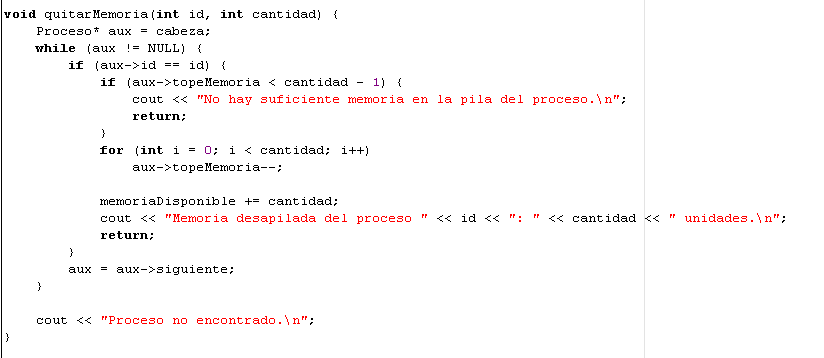 void quitarMemoria(int id, int cantidad) {
    Proceso* aux = cabeza;
    while (aux != NULL) {
        if (aux->id == id) {
            if (aux->topeMemoria < cantidad - 1) {
                cout << "No hay suficiente memoria en la pila del proceso.\n";
                return;
            }
            for (int i = 0; i < cantidad; i++)
                aux->topeMemoria--;

            memoriaDisponible += cantidad;
            cout << "Memoria desapilada del proceso " << id << ": " << cantidad << " unidades.\n";
            return;
        }
        aux = aux->siguiente;
    }

    cout << "Proceso no encontrado.\n";
}